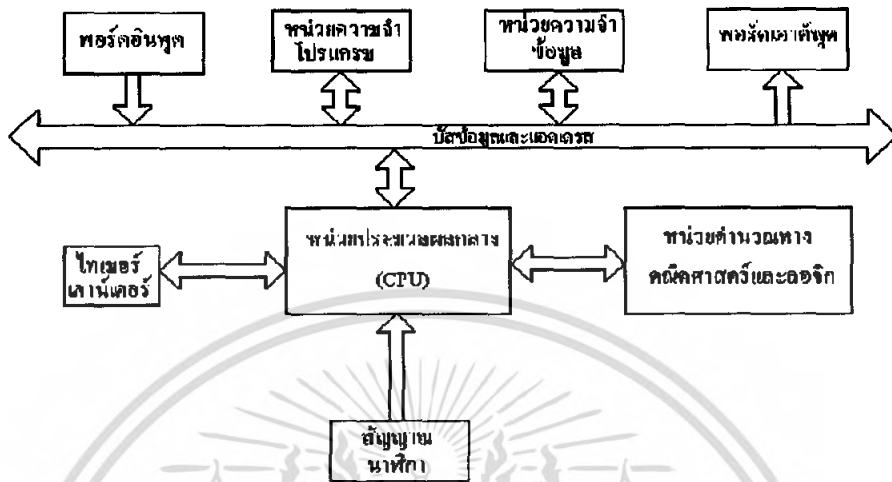 พอร์ตอินพุต
หน่วยความจำ
โปรแกรม
หน่วยความจำ
ข้อมูล
พอร์ตเอาต์พุต
บัสข้อมูลและแอดเดรส
ไทเมอร์
เคาน์เตอร์
หน่วยประมวลผลกลาง
(CPU)
หน่วยคำนวณทาง
คณิตศาสตร์และลอจิก
สัญญาน
นาฬิกา